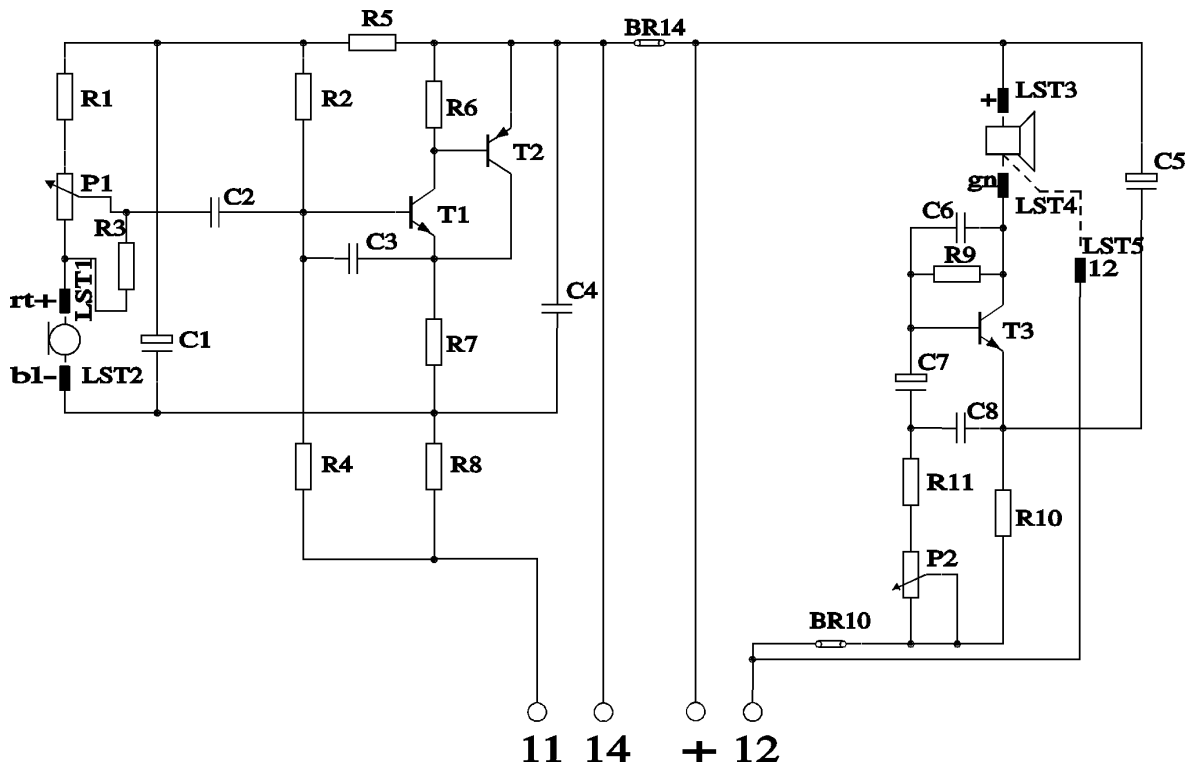 R5
BR14
R1
R2
R6
T2
+
LST3
C5
P1
C2
T1
gn
LST4
R3
C3
C6
LST5
12
R9
rt+
LST1
C4
C1
R7
T3
bl-
LST2
C7
C8
R4
R8
R11
R10
P2
BR10
11 14 + 12